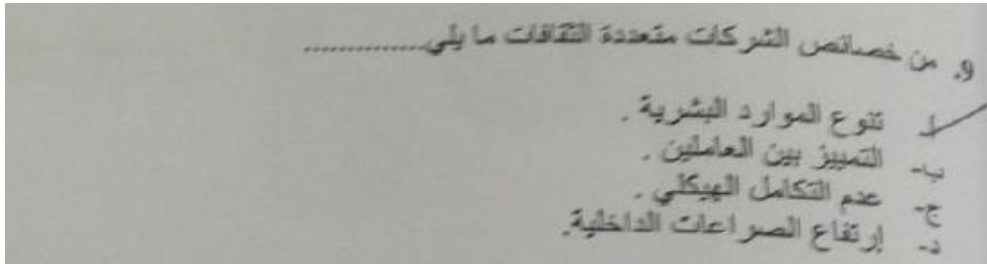 9. من خصائص الشركات متعددة الثقافات ما يلي.............
أ- تنوع الموارد البشرية .
ب- التمييز بين العاملين .
ج- عدم التكامل الهيكلي .
د- إرتفاع الصراعات الداخلية.